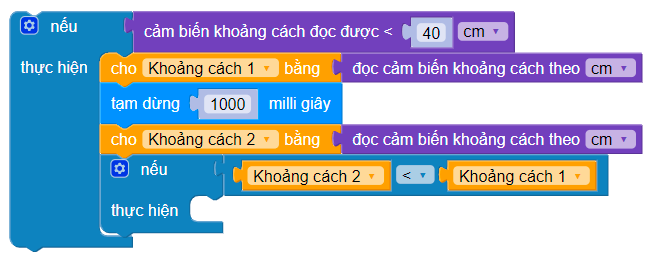 nếu cảm biến khoảng cách đọc được < 40 cm
thực hiện cho Khoảng cách 1 bằng đọc cảm biến khoảng cách theo cm
tạm dừng 1000 milli giây
cho Khoảng cách 2 bằng đọc cảm biến khoảng cách theo cm
nếu Khoảng cách 2 < Khoảng cách 1
thực hiện